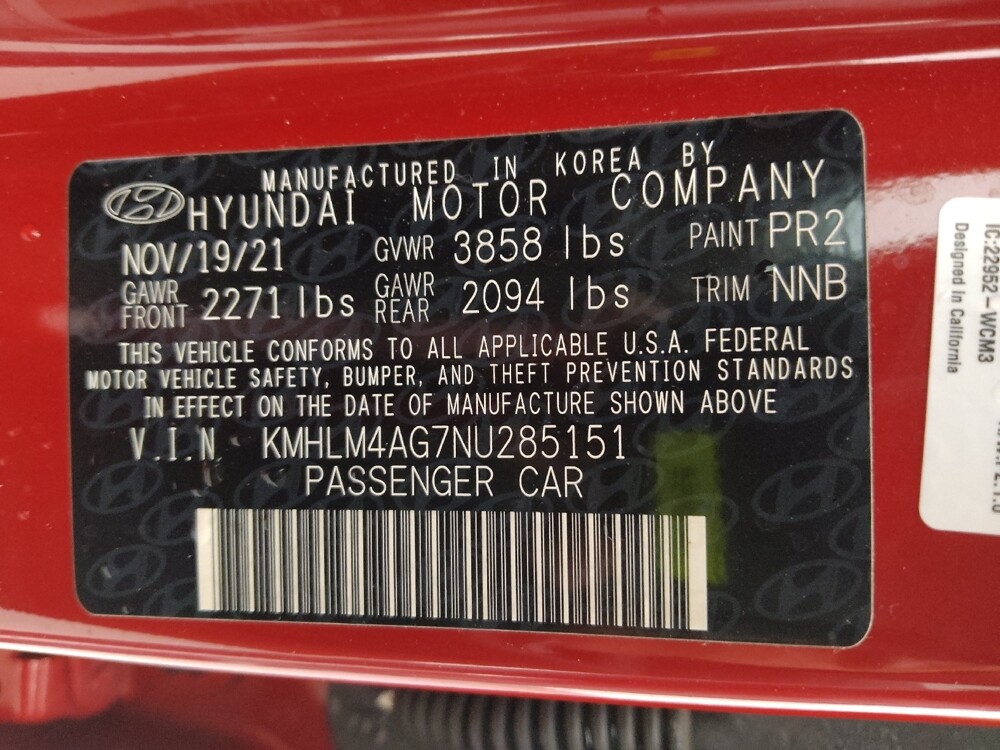 MANUFACTURED IN KOREA BY
HYUNDAI MOTOR COMPANY
NOV/19/21 GVWR 3858 lbs PAINT PR2
GAWR FRONT 2271 lbs GAWR REAR 2094 lbs TRIM NNB
THIS VEHICLE CONFORMS TO ALL APPLICABLE U.S.A. FEDERAL
MOTOR VEHICLE SAFETY, BUMPER, AND THEFT PREVENTION STANDARDS
IN EFFECT ON THE DATE OF MANUFACTURE SHOWN ABOVE
V.I.N KMHLM4AG7NU285151
PASSENGER CAR
IC:22952-WCM3
Designed in California